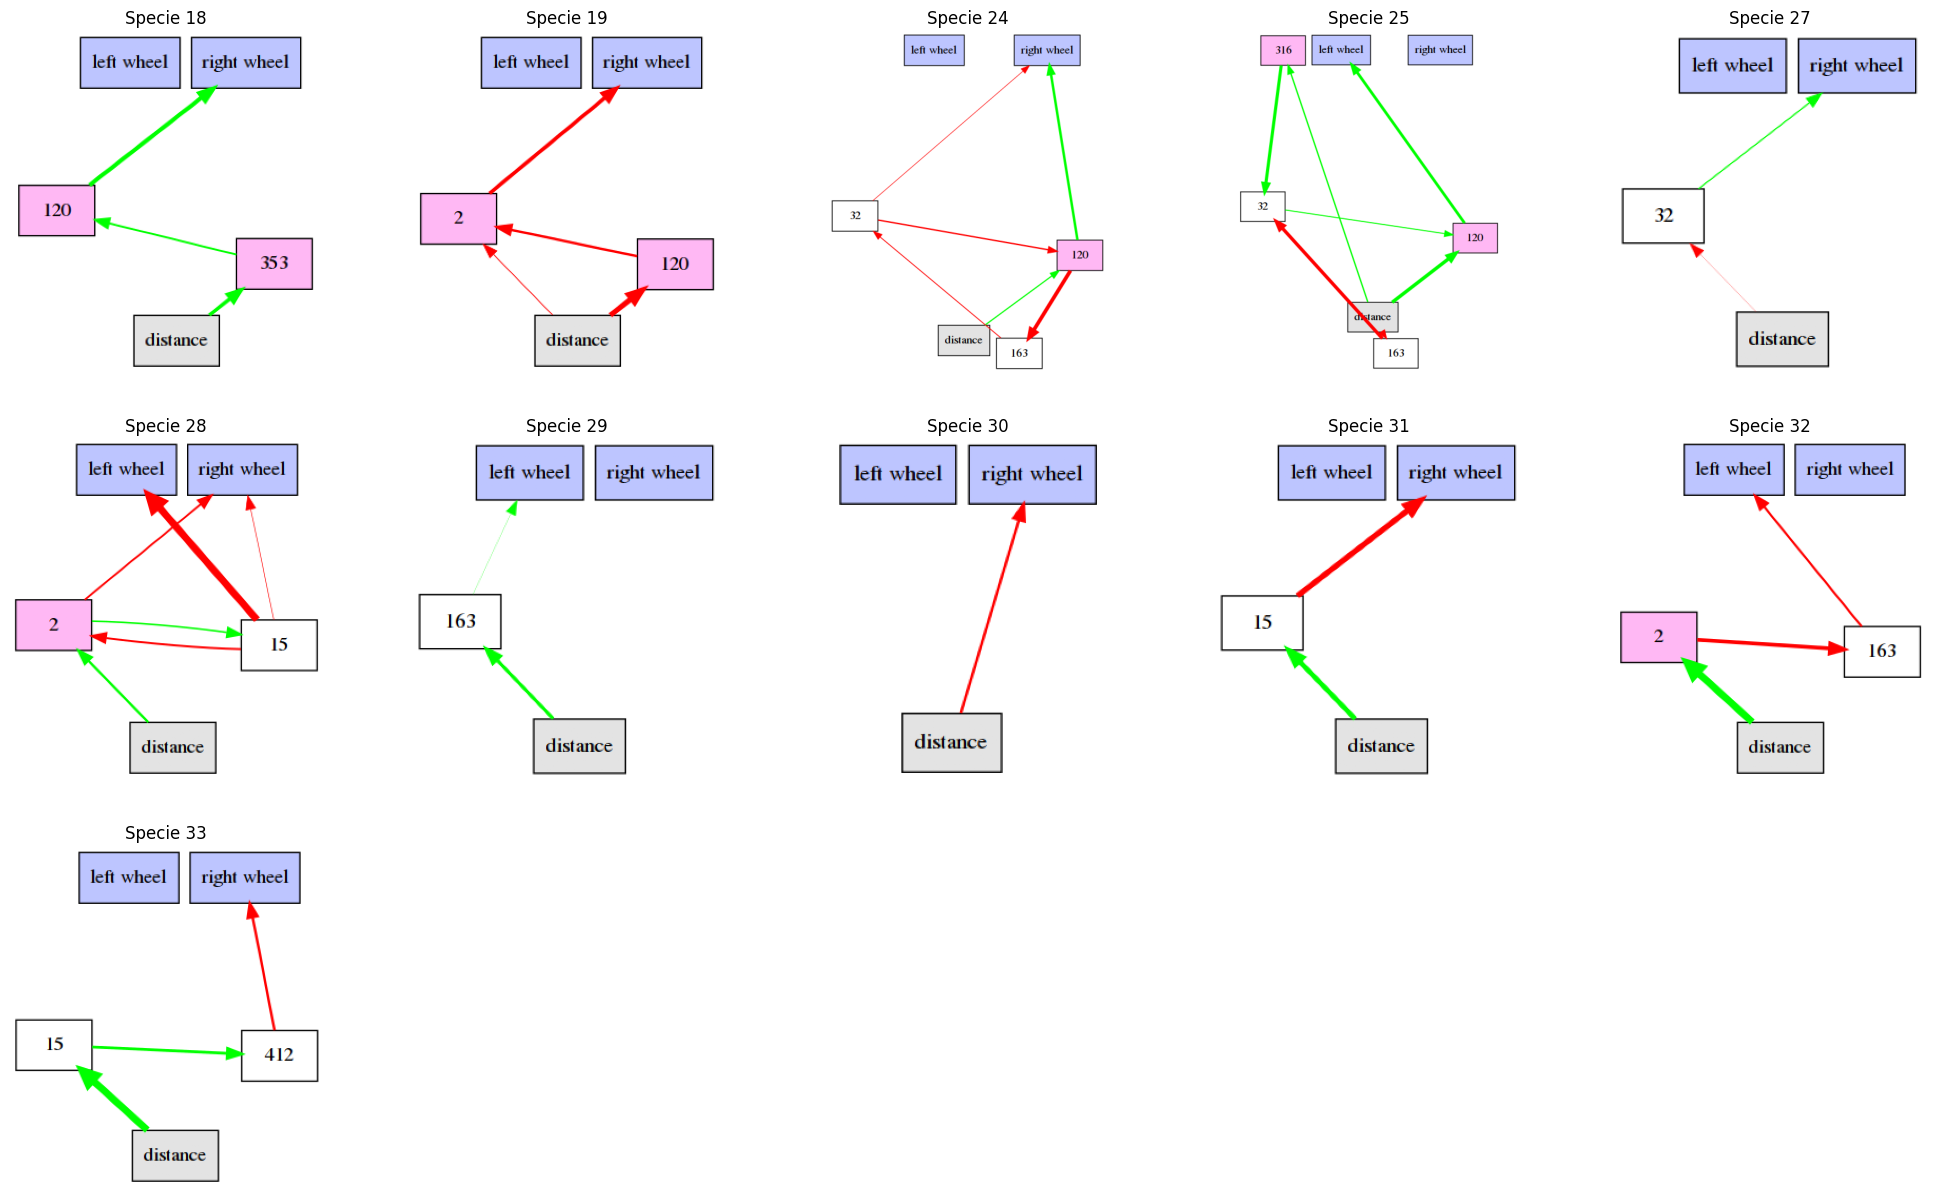 Specie 18
left wheel
right wheel
120
353
distance
Specie 19
left wheel
right wheel
2
120
distance
Specie 24
left wheel
right wheel
32
120
distance
163
Specie 25
316
left wheel
right wheel
32
120
distance
163
Specie 27
left wheel
right wheel
32
distance
Specie 28
left wheel
right wheel
2
15
distance
Specie 29
left wheel
right wheel
163
distance
Specie 30
left wheel
right wheel
distance
Specie 31
left wheel
right wheel
15
distance
Specie 32
left wheel
right wheel
2
163
distance
Specie 33
left wheel
right wheel
15
412
distance